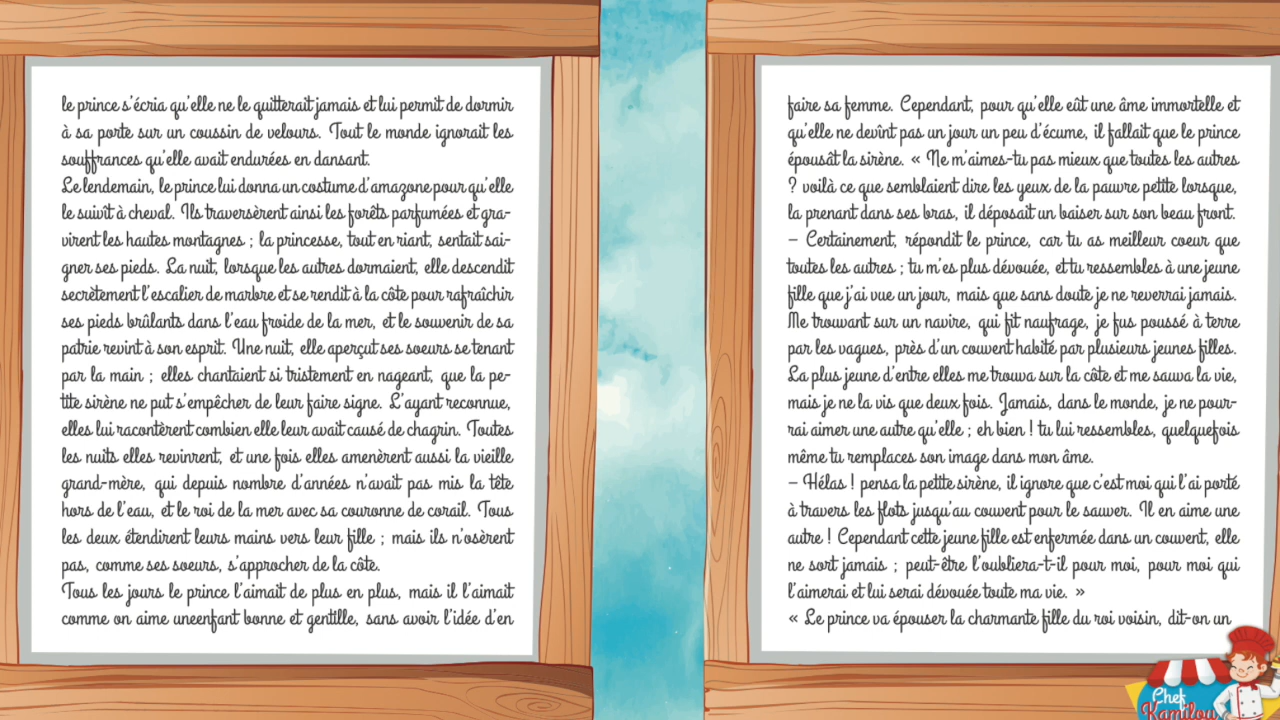 le prince s'écria qu'elle ne le quitterait jamais et lui permit de dormir
à sa porte sur un coussin de velours. Tout le monde ignorait les
souffrances qu'elle avait endurées en dansant.
Le lendemain, le prince lui donna un costume d'amazone pour qu'elle
le suivît à cheval. Ils traversèrent ainsi les forêts parfumées et gra-
virent les hautes montagnes ; la princesse, tout en riant, sentait sai-
gner ses pieds. La nuit, lorsque les autres dormaient, elle descendit
secrètement l'escalier de marbre et se rendit à la côte pour rafraîchir
ses pieds brûlants dans l'eau froide de la mer, et le souvenir de sa
patrie revint à son esprit. Une nuit, elle aperçut ses soeurs se tenant
par la main ; elles chantaient si tristement en nageant, que la pe-
tite sirène ne put s'empêcher de leur faire signe. L'ayant reconnue,
elles lui racontèrent combien elle leur avait causé de chagrin. Toutes
les nuits elles revinrent, et une fois elles amenèrent aussi la vieille
grand-mère, qui depuis nombre d'années n'avait pas mis la tête
hors de l'eau, et le roi de la mer avec sa couronne de corail. Tous
les deux étendirent leurs mains vers leur fille ; mais ils n'osèrent
pas, comme ses soeurs, s'approcher de la côte.
Tous les jours le prince l'aimait de plus en plus, mais il l'aimait
comme on aime uneenfant bonne et gentille, sans avoir l'idée d'en
faire sa femme. Cependant, pour qu'elle eût une âme immortelle et
qu'elle ne devînt pas un jour un peu d'écume, il fallait que le prince
épousât la sirène. « Ne m'aimes-tu pas mieux que toutes les autres
? voilà ce que semblaient dire les yeux de la pauvre petite lorsque,
la prenant dans ses bras, il déposait un baiser sur son beau front.
– Certainement, répondit le prince, car tu as meilleur coeur que
toutes les autres ; tu m'es plus dévouée, et tu ressembles à une jeune
fille que j'ai vue un jour, mais que sans doute je ne reverrai jamais.
Me trouvant sur un navire, qui fit naufrage, je fus poussé à terre
par les vagues, près d'un couvent habité par plusieurs jeunes filles.
La plus jeune d'entre elles me trouva sur la côte et me sauva la vie,
mais je ne la vis que deux fois. Jamais, dans le monde, je ne pour-
rai aimer une autre qu'elle ; eh bien ! tu lui ressembles, quelquefois
même tu remplaces son image dans mon âme.
– Hélas ! pensa la petite sirène, il ignore que c'est moi qui l'ai porté
à travers les flots jusqu'au couvent pour le sauver. Il en aime une
autre ! Cependant cette jeune fille est enfermée dans un couvent, elle
ne sort jamais ; peut-être l'oubliera-t-il pour moi, pour moi qui
l'aimerai et lui serai dévouée toute ma vie. »
« Le prince va épouser la charmante fille du roi voisin, dit-on un
Chef
Kamilou